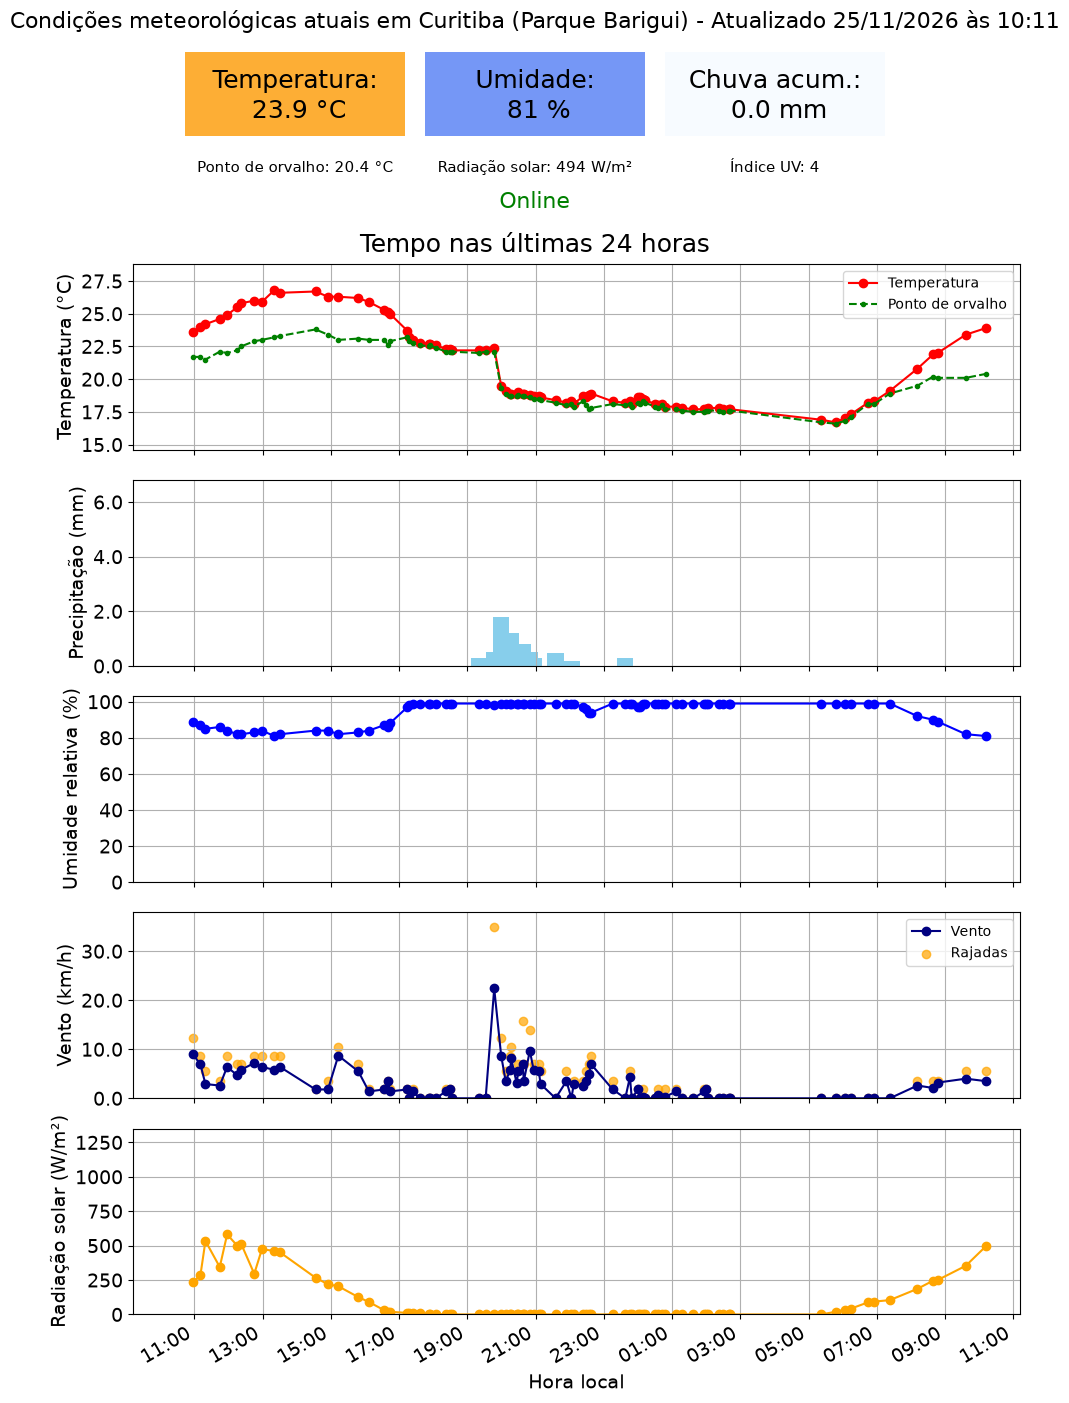 Condições meteorológicas atuais em Curitiba (Parque Barigui) - Atualizado 25/11/2026 às 10:11
Temperatura:
23.9 °C
Umidade:
81 %
Chuva acum.:
0.0 mm
Ponto de orvalho: 20.4 °C
Radiação solar: 494 W/m²
Índice UV: 4
Online
Tempo nas últimas 24 horas
Temperatura (°C)
27.5
25.0
22.5
20.0
17.5
15.0
Temperatura
Ponto de orvalho
Precipitação (mm)
6.0
4.0
2.0
0.0
Umidade relativa (%)
100
80
60
40
20
0
Vento (km/h)
30.0
20.0
10.0
0.0
Vento
Rajadas
Radiação solar (W/m²)
1250
1000
750
500
250
0
11:00
13:00
15:00
17:00
19:00
21:00
23:00
01:00
03:00
05:00
07:00
09:00
11:00
Hora local